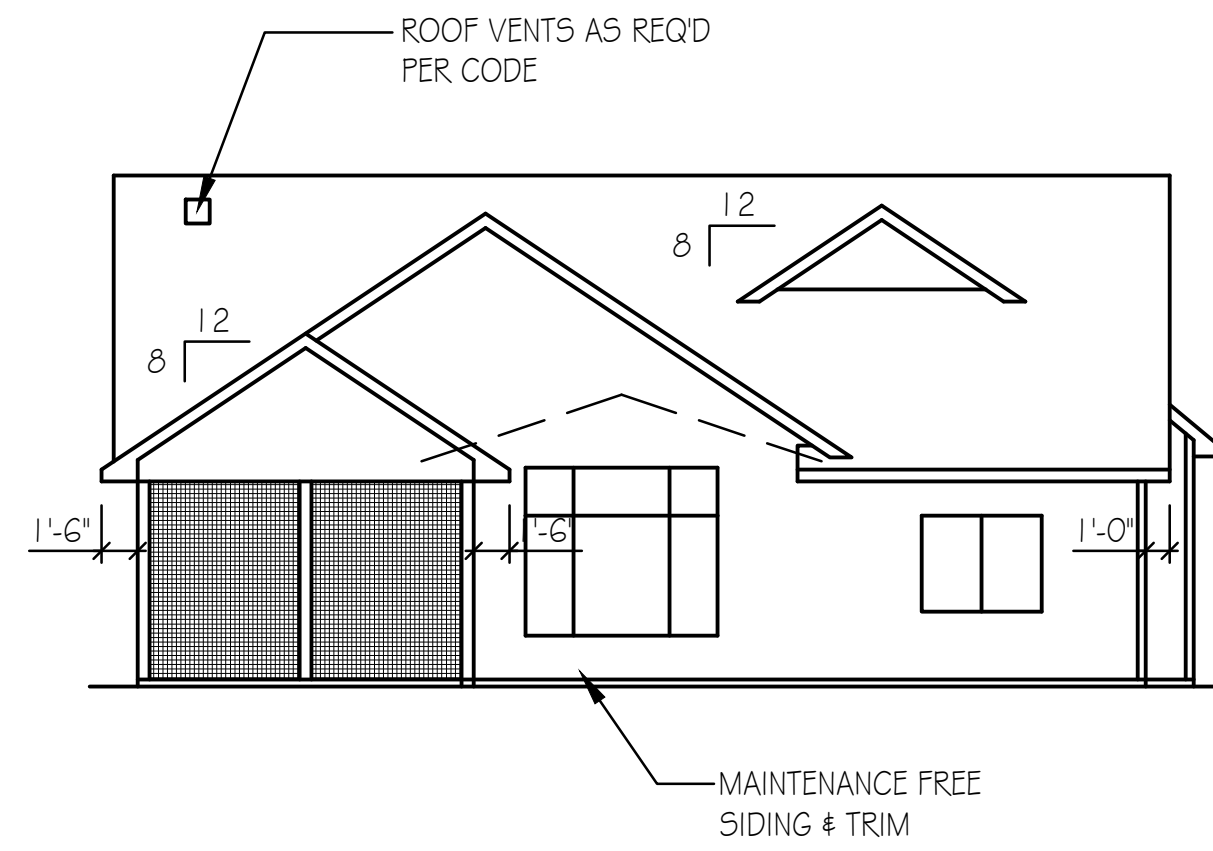 ROOF VENTS AS REQ'D
PER CODE
12
8
12
8
1'-6"
1'-6"
1'-0"
MAINTENANCE FREE
SIDING & TRIM